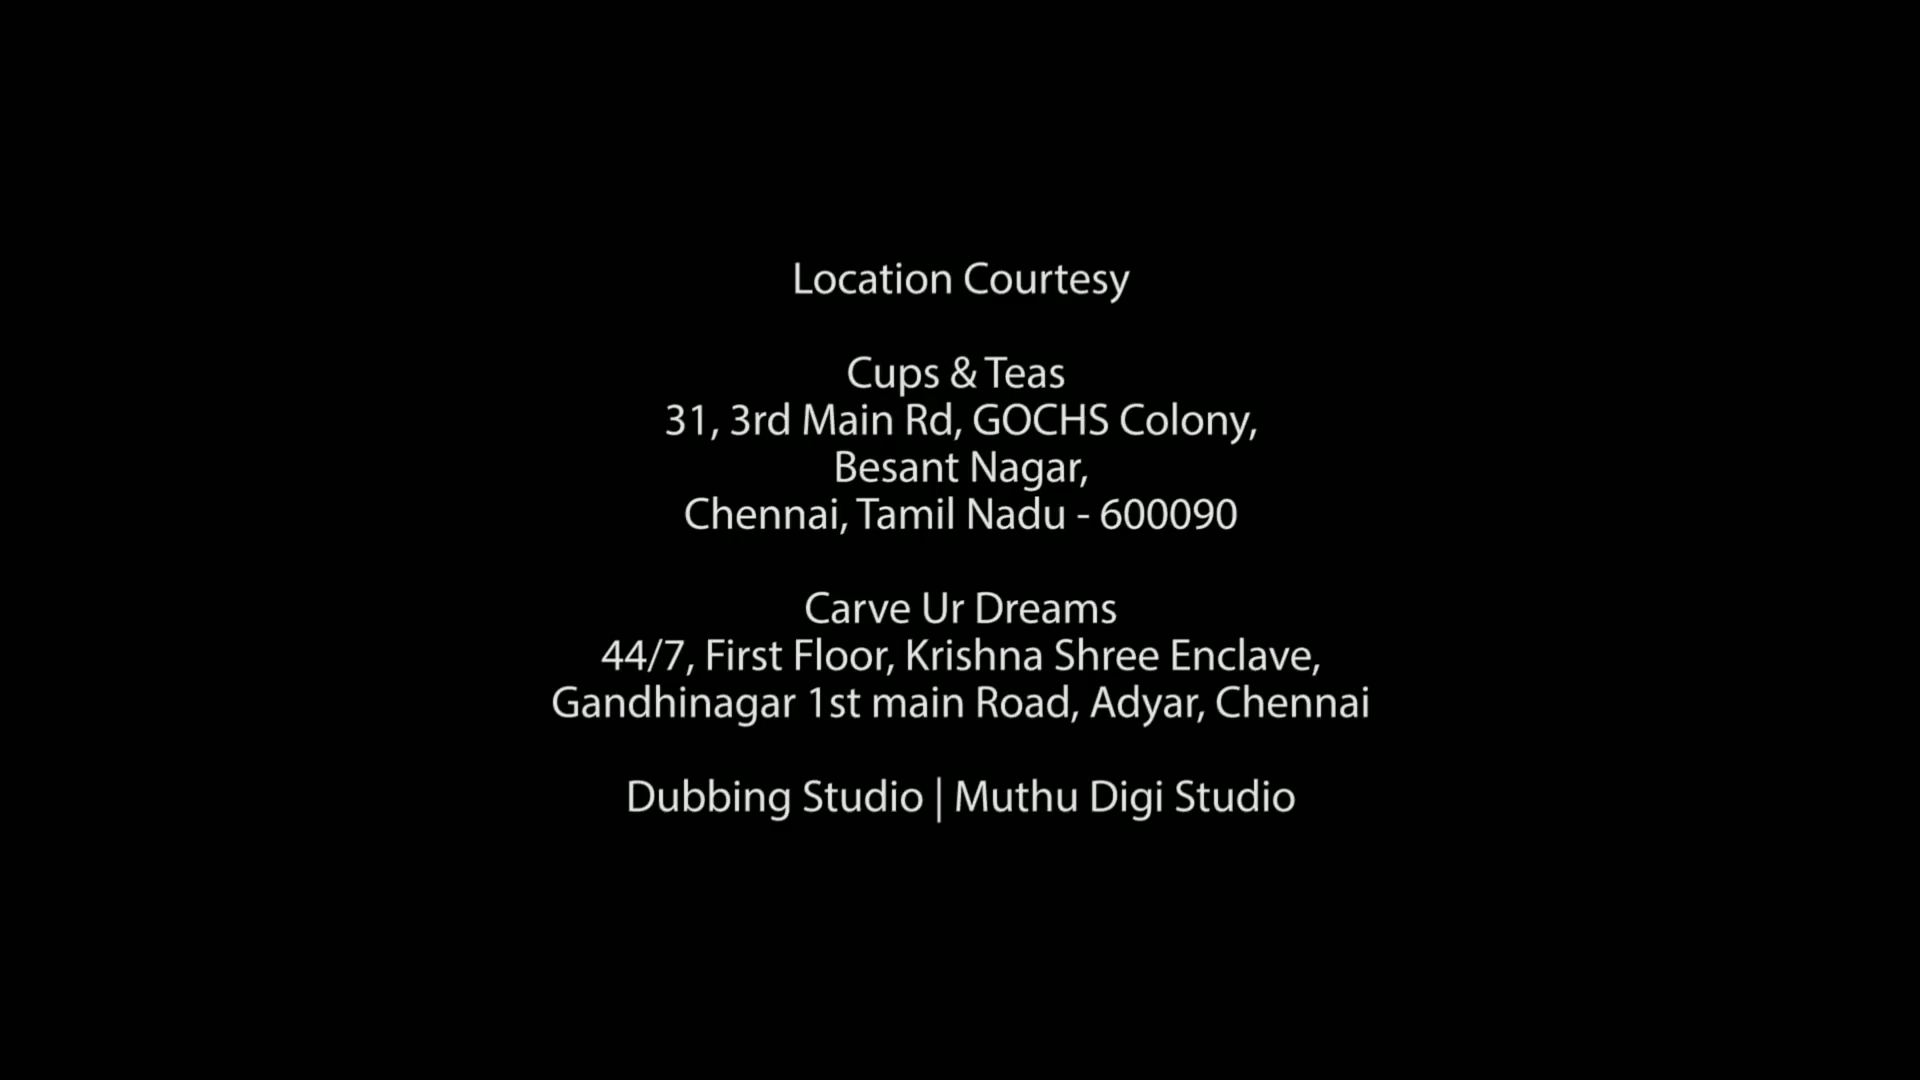 Location Courtesy
Cups & Teas
31, 3rd Main Rd, GOCHS Colony,
Besant Nagar,
Chennai, Tamil Nadu - 600090
Carve Ur Dreams
44/7, First Floor, Krishna Shree Enclave,
Gandhinagar 1st main Road, Adyar, Chennai
Dubbing Studio | Muthu Digi Studio